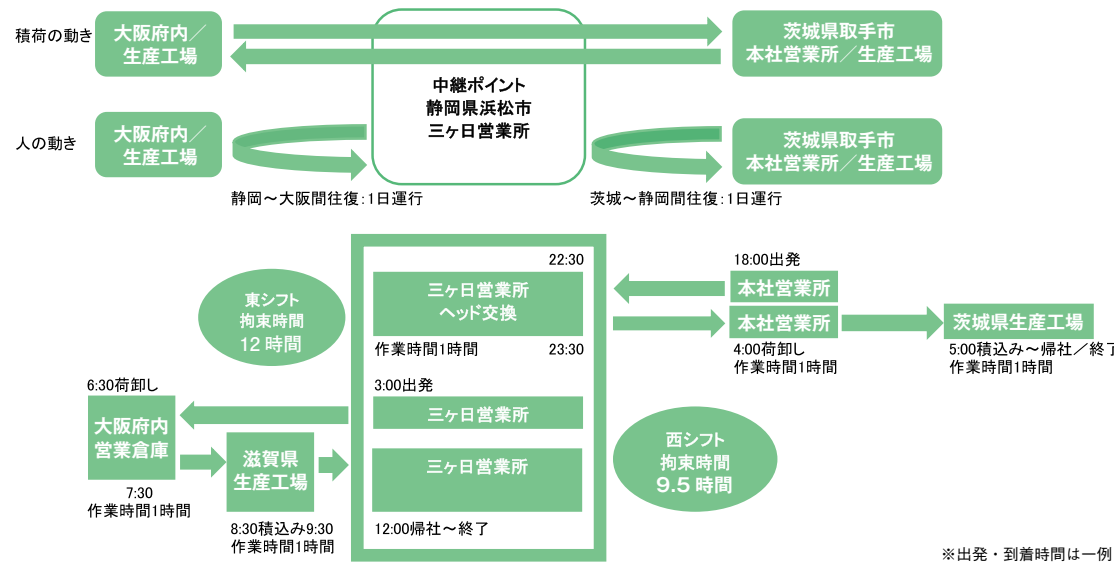 積荷の動き
大阪府内／
生産工場
中継ポイント
静岡県浜松市
三ヶ日営業所
茨城県取手市
本社営業所／生産工場
人の動き
大阪府内／
生産工場
茨城県取手市
本社営業所／生産工場
静岡～大阪間往復：1日運行
茨城～静岡間往復：1日運行
東シフト
拘束時間
12時間
22:30
三ヶ日営業所
ヘッド交換
作業時間1時間
23:30
18:00出発
本社営業所
本社営業所
4:00荷卸し
作業時間1時間
茨城県生産工場
5:00積込み～帰社／終了
作業時間1時間
3:00出発
三ヶ日営業所
三ヶ日営業所
12:00帰社～終了
6:30荷卸し
大阪府内
営業倉庫
7:30
作業時間1時間
滋賀県
生産工場
8:30積込み9:30
作業時間1時間
西シフト
拘束時間
9.5時間
※出発・到着時間は一例